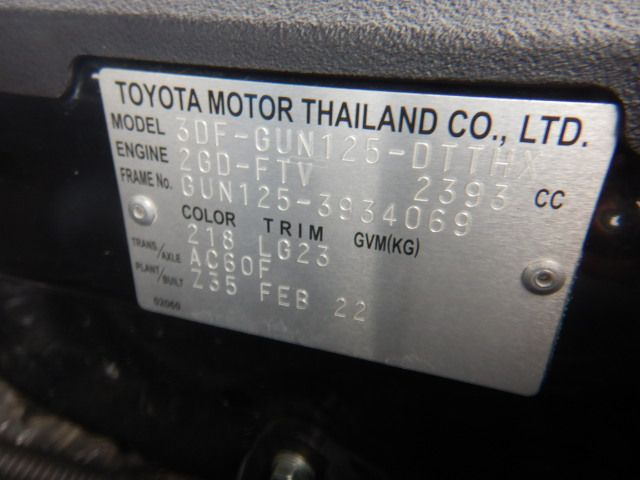 TOYOTA MOTOR THAILAND CO., LTD.
MODEL 3DF-GUN125-DTTHX
ENGINE 2GD-FTV 2393 CC
FRAME No. GUN125-3934069
COLOR TRIM GVM(KG)
218 LG23
TRANS/AXLE AC60F
PLANT/BUILT Z35 FEB 22
02060